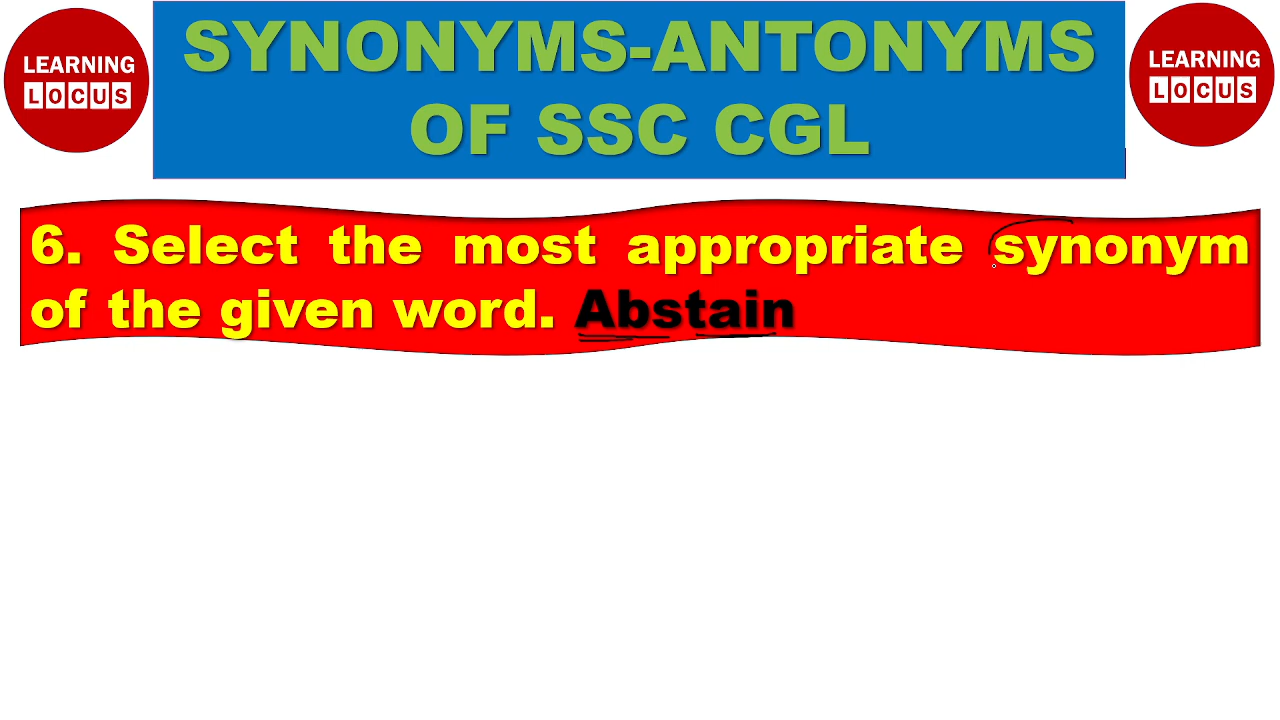 LEARNING
LOCUS
SYNONYMS-ANTONYMS
OF SSC CGL
LEARNING
LOCUS
6. Select the most appropriate synonym
of the given word. Abstain